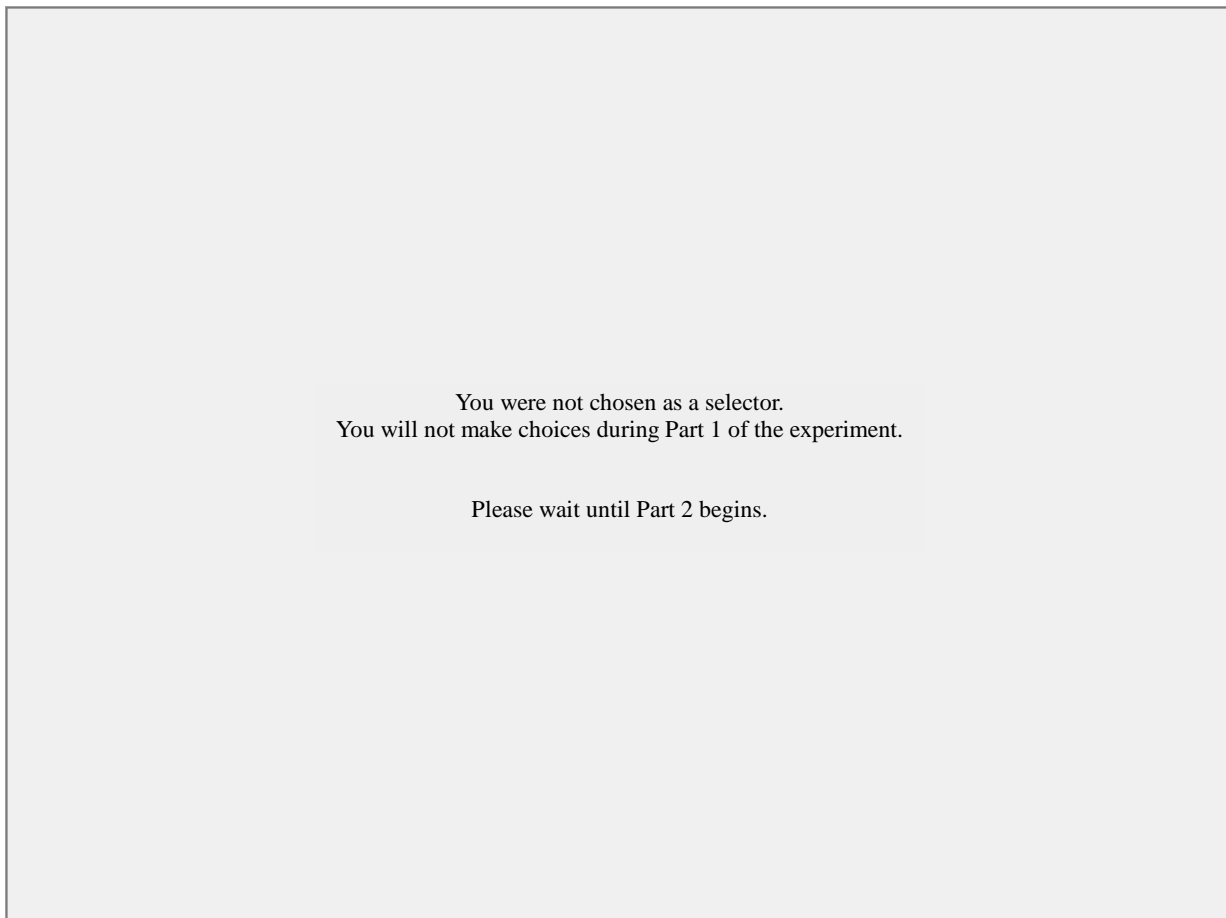 You were not chosen as a selector.
You will not make choices during Part 1 of the experiment.
Please wait until Part 2 begins.